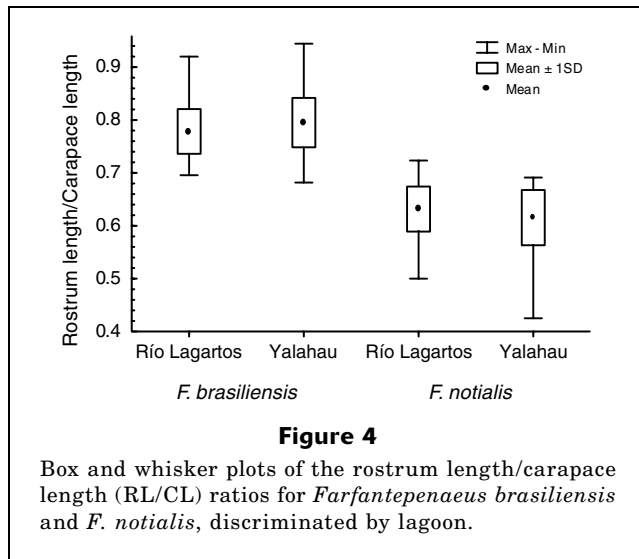 Rostrum length/Carapace length
0.9
0.8
0.7
0.6
0.5
0.4
Max - Min
Mean ± 1SD
Mean
Río Lagartos Yalahau Río Lagartos Yalahau
F. brasiliensis F. notialis
Figure 4
Box and whisker plots of the rostrum length/carapace
length (RL/CL) ratios for Farfantepenaeus brasiliensis
and F. notialis, discriminated by lagoon.